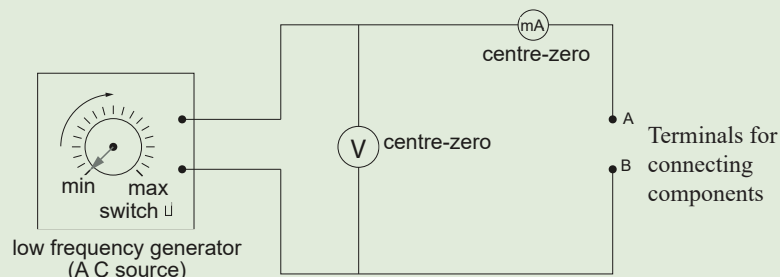 mA
centre-zero
A
V
centre-zero
B
Terminals for
connecting
components
min
max
switch
low frequency generator
(A C source)